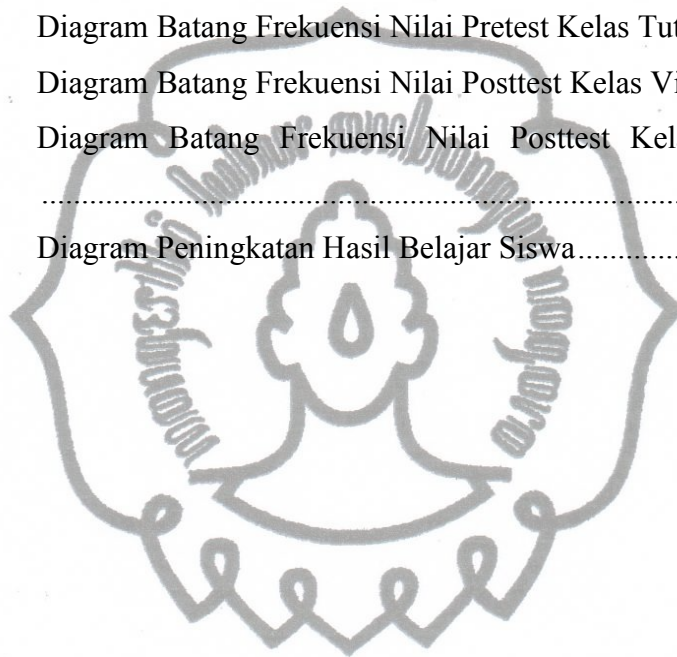 Diagram Batang Frekuensi Nilai Pretest Kelas Tut
Diagram Batang Frekuensi Nilai Posttest Kelas Vi
Diagram Batang Frekuensi Nilai Posttest Kela
................................................................................
Diagram Peningkatan Hasil Belajar Siswa.............